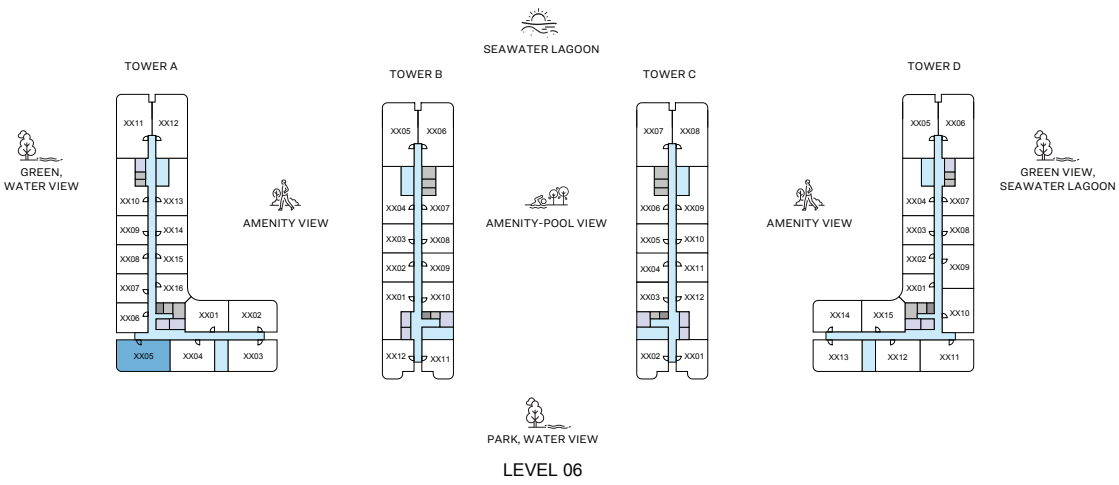 SEAWATER LAGOON
TOWER A
TOWER B
TOWER C
TOWER D
GREEN,
WATER VIEW
AMENITY VIEW
AMENITY-POOL VIEW
AMENITY VIEW
GREEN VIEW,
SEAWATER LAGOON
XX11 XX12
XX10 XX13
XX09 XX14
XX08 XX15
XX07 XX16
XX06 XX01 XX02
XX05 XX04 XX03
XX05 XX06
XX04 XX07
XX03 XX08
XX02 XX09
XX01 XX10
XX12 XX11
XX07 XX08
XX06 XX09
XX05 XX10
XX04 XX11
XX03 XX12
XX02 XX01
XX05 XX06
XX04 XX07
XX03 XX08
XX02 XX09
XX01
XX14 XX15 XX10
XX13 XX12 XX11
PARK, WATER VIEW
LEVEL 06